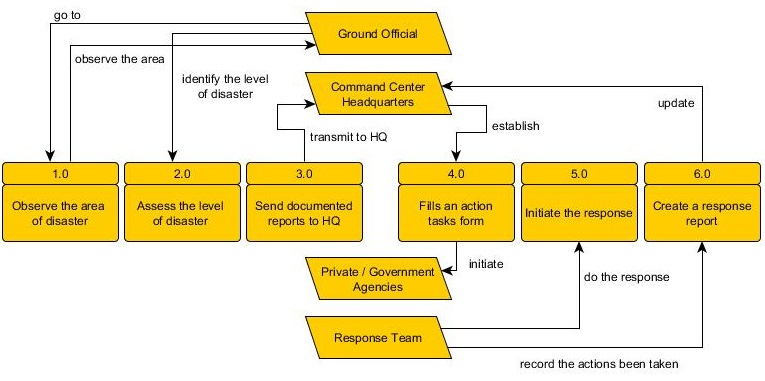 go to
Ground Official
observe the area
identify the level
of disaster
Command Center
Headquarters
update
establish
transmit to HQ
1.0
Observe the area
of disaster
2.0
Assess the level
of disaster
3.0
Send documented
reports to HQ
4.0
Fills an action
tasks form
5.0
Initiate the response
6.0
Create a response
report
initiate
Private / Government
Agencies
do the response
Response Team
record the actions been taken